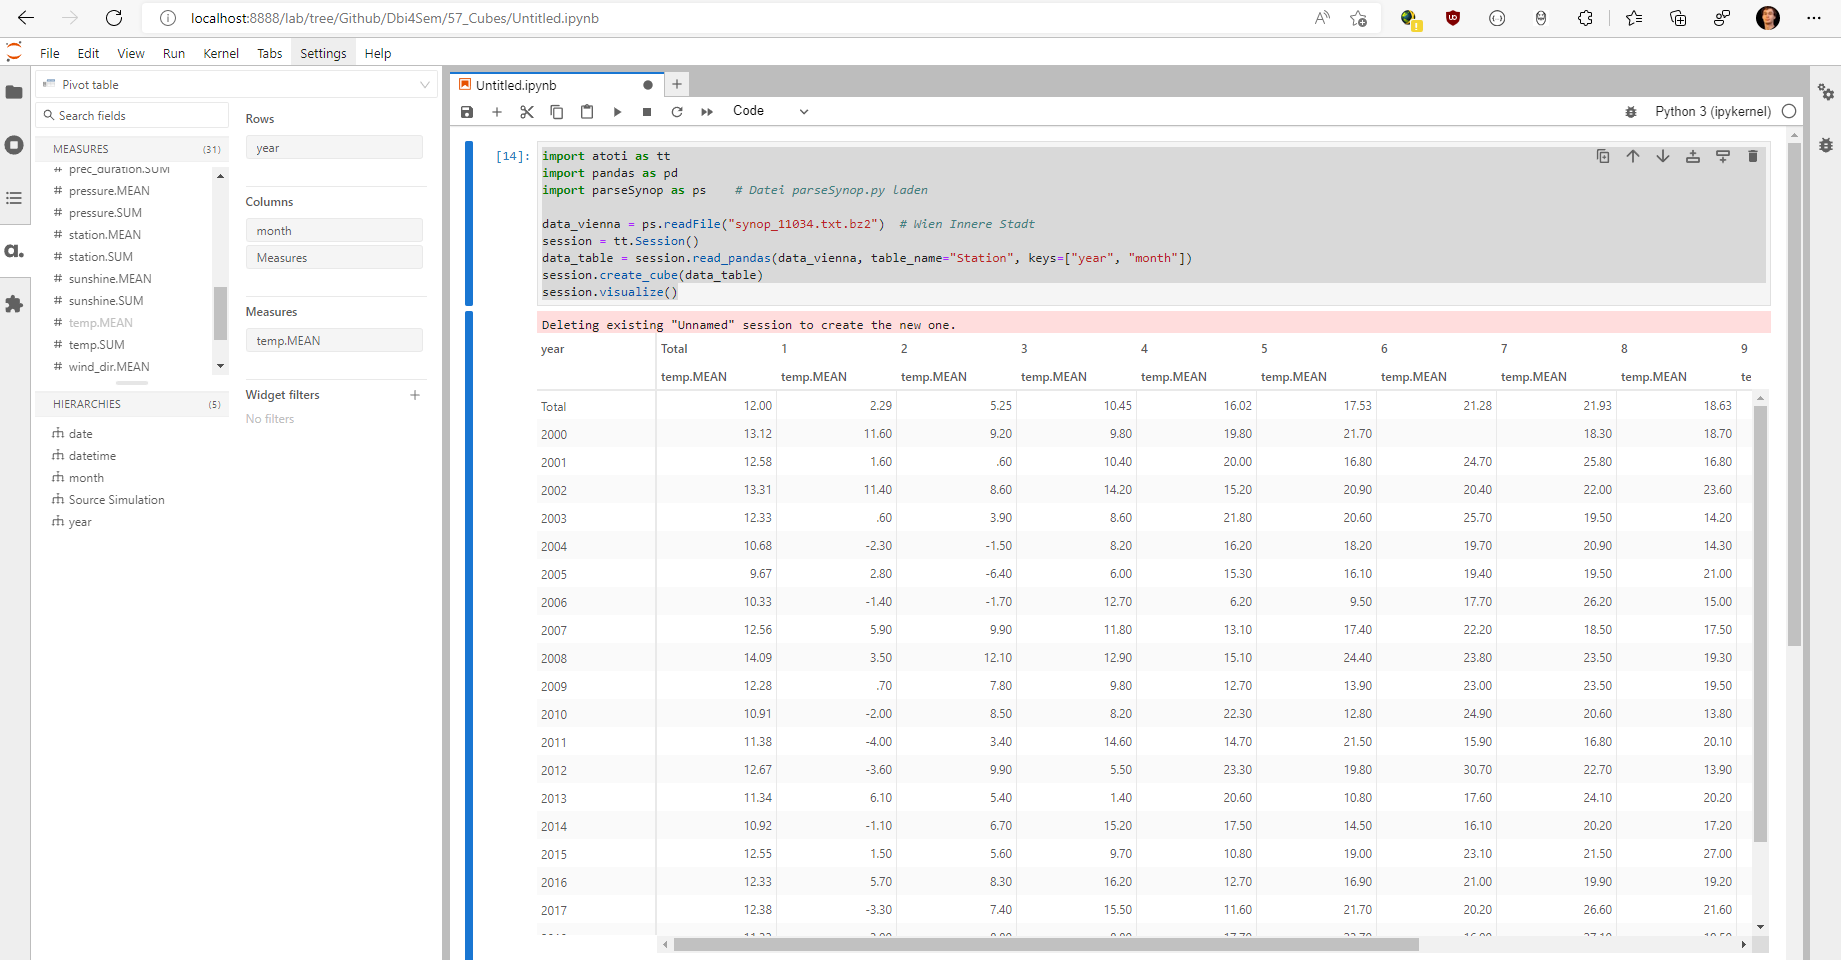 localhost:8888/lab/tree/Github/Dbi4Sem/57_Cubes/Untitled.ipynb
File Edit View Run Kernel Tabs Settings Help
Pivot table
Search fields
MEASURES (31)
# prec_duration.SUM
# pressure.MEAN
# pressure.SUM
# station.MEAN
# station.SUM
# sunshine.MEAN
# sunshine.SUM
# temp.MEAN
# temp.SUM
# wind_dir.MEAN
HIERARCHIES (5)
date
datetime
month
Source Simulation
year
Rows
year
Columns
month
Measures
Measures
temp.MEAN
Widget filters +
No filters
Untitled.ipynb
Code
Python 3 (ipykernel)
[14]:
import atoti as tt
import pandas as pd
import parseSynop as ps    # Datei parseSynop.py laden
data_vienna = ps.readFile("synop_11034.txt.bz2")  # Wien Innere Stadt
session = tt.Session()
data_table = session.read_pandas(data_vienna, table_name="Station", keys=["year", "month"])
session.create_cube(data_table)
session.visualize()
Deleting existing "Unnamed" session to create the new one.
year Total 1 2 3 4 5 6 7 8 9
temp.MEAN temp.MEAN temp.MEAN temp.MEAN temp.MEAN temp.MEAN temp.MEAN temp.MEAN temp.MEAN te
Total 12.00 2.29 5.25 10.45 16.02 17.53 21.28 21.93 18.63
2000 13.12 11.60 9.20 9.80 19.80 21.70 18.30 18.70
2001 12.58 1.60 .60 10.40 20.00 16.80 24.70 25.80 16.80
2002 13.31 11.40 8.60 14.20 15.20 20.90 20.40 22.00 23.60
2003 12.33 .60 3.90 8.60 21.80 20.60 25.70 19.50 14.20
2004 10.68 -2.30 -1.50 8.20 16.20 18.20 19.70 20.90 14.30
2005 9.67 2.80 -6.40 6.00 15.30 16.10 19.40 19.50 21.00
2006 10.33 -1.40 -1.70 12.70 6.20 9.50 17.70 26.20 15.00
2007 12.56 5.90 9.90 11.80 13.10 17.40 22.20 18.50 17.50
2008 14.09 3.50 12.10 12.90 15.10 24.40 23.80 23.50 19.30
2009 12.28 .70 7.80 9.80 12.70 13.90 23.00 23.50 19.50
2010 10.91 -2.00 8.50 8.20 22.30 12.80 24.90 20.60 13.80
2011 11.38 -4.00 3.40 14.60 14.70 21.50 15.90 16.80 20.10
2012 12.67 -3.60 9.90 5.50 23.30 19.80 30.70 22.70 13.90
2013 11.34 6.10 5.40 1.40 20.60 10.80 17.60 24.10 20.20
2014 10.92 -1.10 6.70 15.20 17.50 14.50 16.10 20.20 17.20
2015 12.55 1.50 5.60 9.70 10.80 19.00 23.10 21.50 27.00
2016 12.33 5.70 8.30 16.20 12.70 16.90 21.00 19.90 19.20
2017 12.38 -3.30 7.40 15.50 11.60 21.70 20.20 26.60 21.60